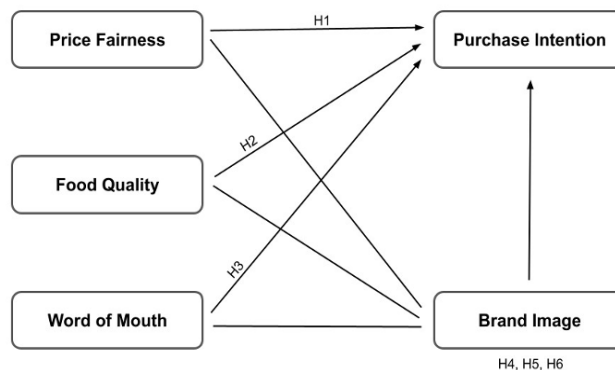 H1
Price Fairness
Purchase Intention
H2
Food Quality
H3
Word of Mouth
Brand Image
H4, H5, H6